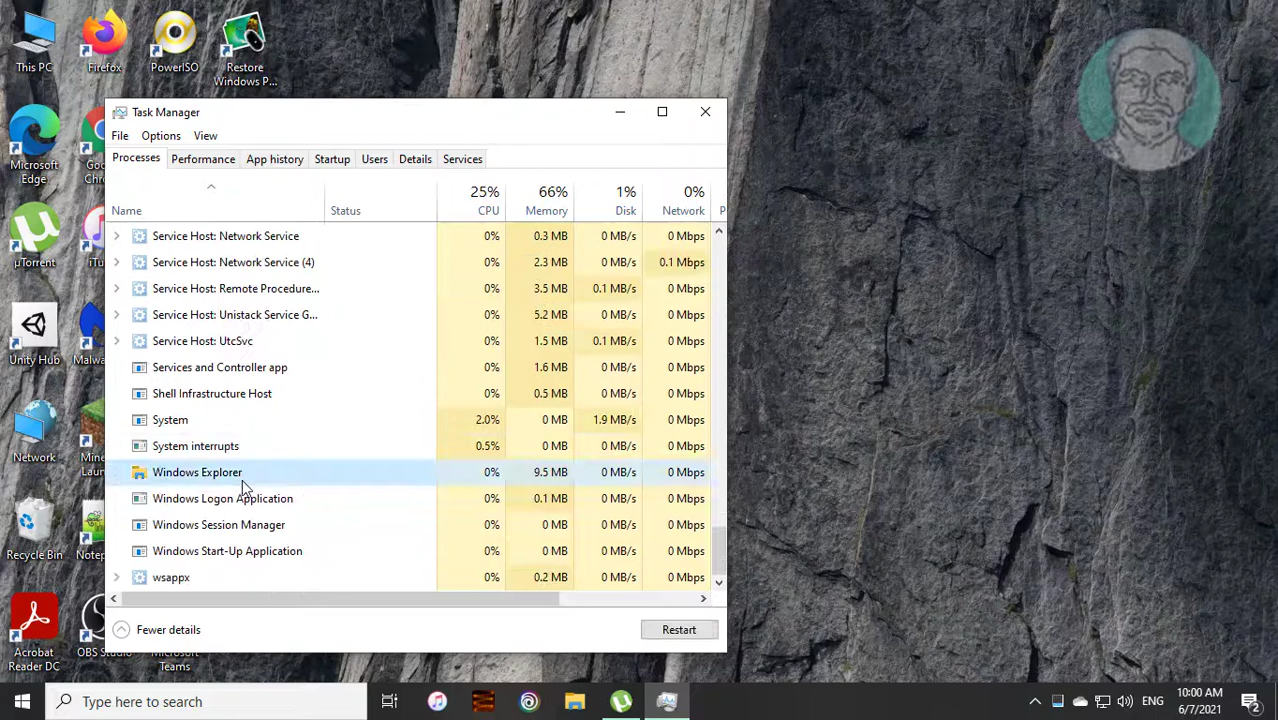 This PC
Firefox
PowerISO
Restore
Windows P...
Microsoft
Edge
Goo
Chro
µTorrent
iTu
Unity Hub
Malwa
Network
Mine
Laun
Recycle Bin
Notep
Acrobat
Reader DC
OBS Studio
Microsoft
Teams
Task Manager
File
Options
View
Processes
Performance
App history
Startup
Users
Details
Services
Name
Status
25%
CPU
66%
Memory
1%
Disk
0%
Network
P
Service Host: Network Service 0% 0.3 MB 0 MB/s 0 Mbps
Service Host: Network Service (4) 0% 2.3 MB 0 MB/s 0.1 Mbps
Service Host: Remote Procedure... 0% 3.5 MB 0.1 MB/s 0 Mbps
Service Host: Unistack Service G... 0% 5.2 MB 0 MB/s 0 Mbps
Service Host: UtcSvc 0% 1.5 MB 0.1 MB/s 0 Mbps
Services and Controller app 0% 1.6 MB 0 MB/s 0 Mbps
Shell Infrastructure Host 0% 0.5 MB 0 MB/s 0 Mbps
System 2.0% 0 MB 1.9 MB/s 0 Mbps
System interrupts 0.5% 0 MB 0 MB/s 0 Mbps
Windows Explorer 0% 9.5 MB 0 MB/s 0 Mbps
Windows Logon Application 0% 0.1 MB 0 MB/s 0 Mbps
Windows Session Manager 0% 0 MB 0 MB/s 0 Mbps
Windows Start-Up Application 0% 0 MB 0 MB/s 0 Mbps
wsappx 0% 0.2 MB 0 MB/s 0 Mbps
Fewer details
Restart
Type here to search
ENG
10:00 AM
6/7/2021
2